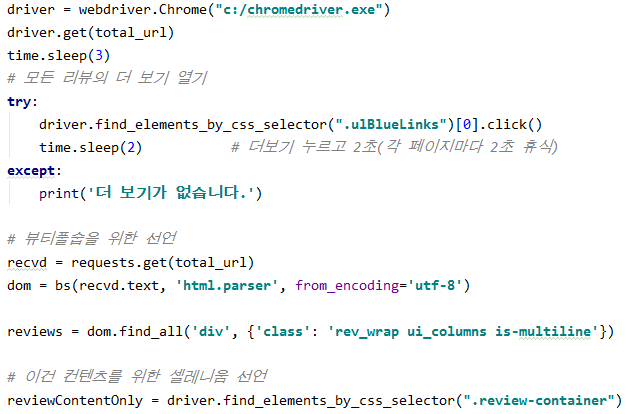 driver = webdriver.Chrome("c:/chromedriver.exe")
driver.get(total_url)
time.sleep(3)
# 모든 리뷰의 더 보기 열기
try:
    driver.find_elements_by_css_selector(".ulBlueLinks")[0].click()
    time.sleep(2)           # 더보기 누르고 2초(각 페이지마다 2초 휴식)
except:
    print('더 보기가 없습니다.')

# 뷰티풀숩을 위한 선언
recvd = requests.get(total_url)
dom = bs(recvd.text, 'html.parser', from_encoding='utf-8')

reviews = dom.find_all('div', {'class': 'rev_wrap ui_columns is-multiline'})

# 이건 컨텐츠를 위한 셀레니움 선언
reviewContentOnly = driver.find_elements_by_css_selector(".review-container")